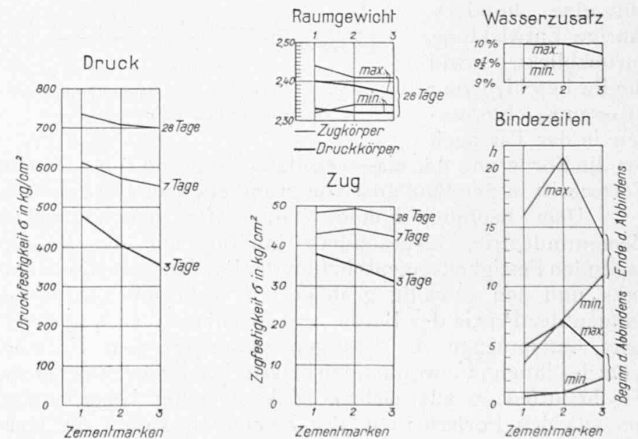 Druck
800
700
600
500
400
300
200
100
0
Druckfestigkeit σ in kg/cm²
28 Tage
7 Tage
3 Tage
1 2 3
Zementmarken
Raumgewicht
1 2 3
2,50
2,40
2,30
max.
min.
28 Tage
Zugkörper
Druckkörper
Zug
50
40
30
20
10
0
Zugfestigkeit σ in kg/cm²
28 Tage
7 Tage
3 Tage
1 2 3
Zementmarken
Wasserzusatz
10 %
9½ %
9 %
max.
min.
1 2 3
Bindezeiten
h
20
15
10
5
0
max.
min.
max.
min.
Beginn d. Abbindens
Ende d. Abbindens
1 2 3
Zementmarken